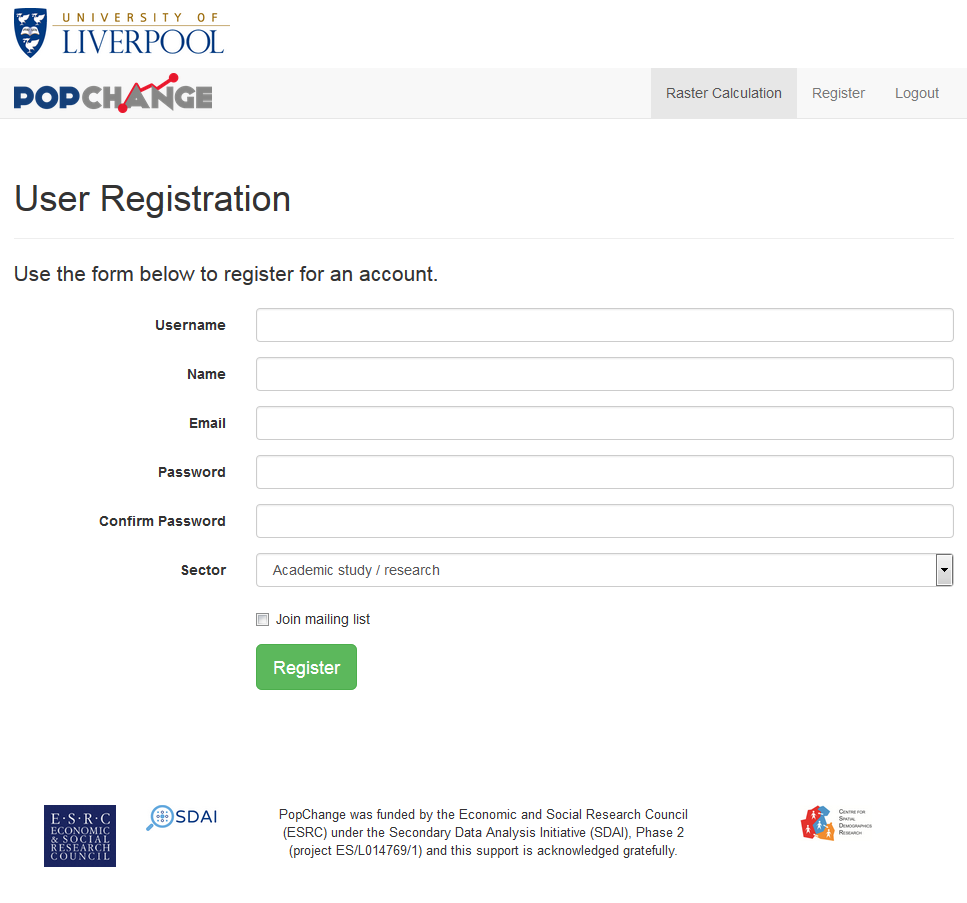 UNIVERSITY OF
LIVERPOOL
POPCHANGE
Raster Calculation
Register
Logout
User Registration
Use the form below to register for an account.
Username
Name
Email
Password
Confirm Password
Sector
Academic study / research
Join mailing list
Register
E·S·R·C
ECONOMIC
& SOCIAL
RESEARCH
COUNCIL
SDAI
PopChange was funded by the Economic and Social Research Council
(ESRC) under the Secondary Data Analysis Initiative (SDAI), Phase 2
(project ES/L014769/1) and this support is acknowledged gratefully.
Centre for
Spatial
Demographics
Research